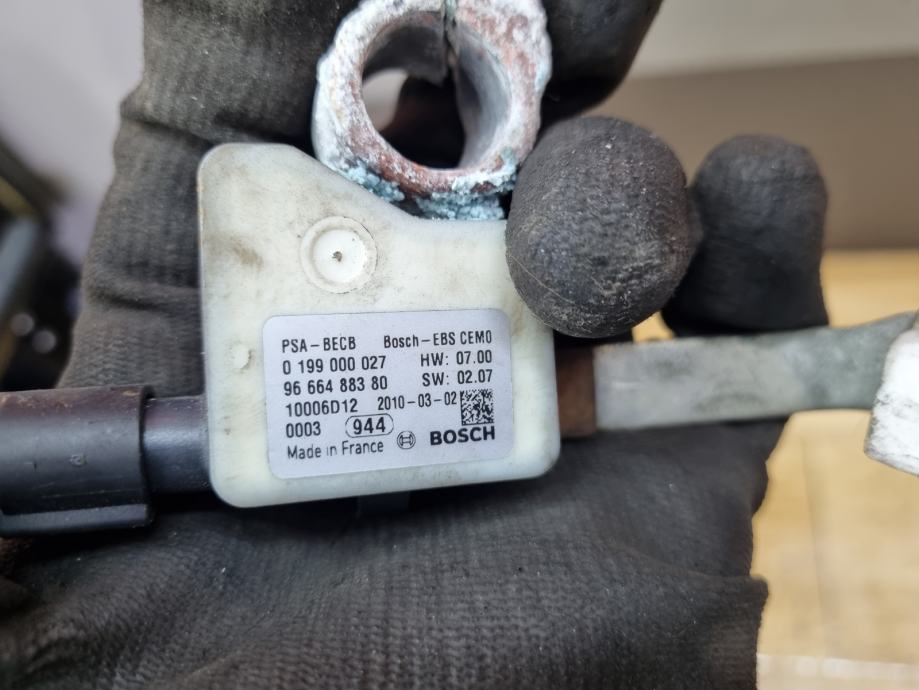 PSA-BECB Bosch-EBS CEM0
0 199 000 027 HW: 07.00
96 664 883 80 SW: 02.07
10006D12 2010-03-02
0003 944 BOSCH
Made in France